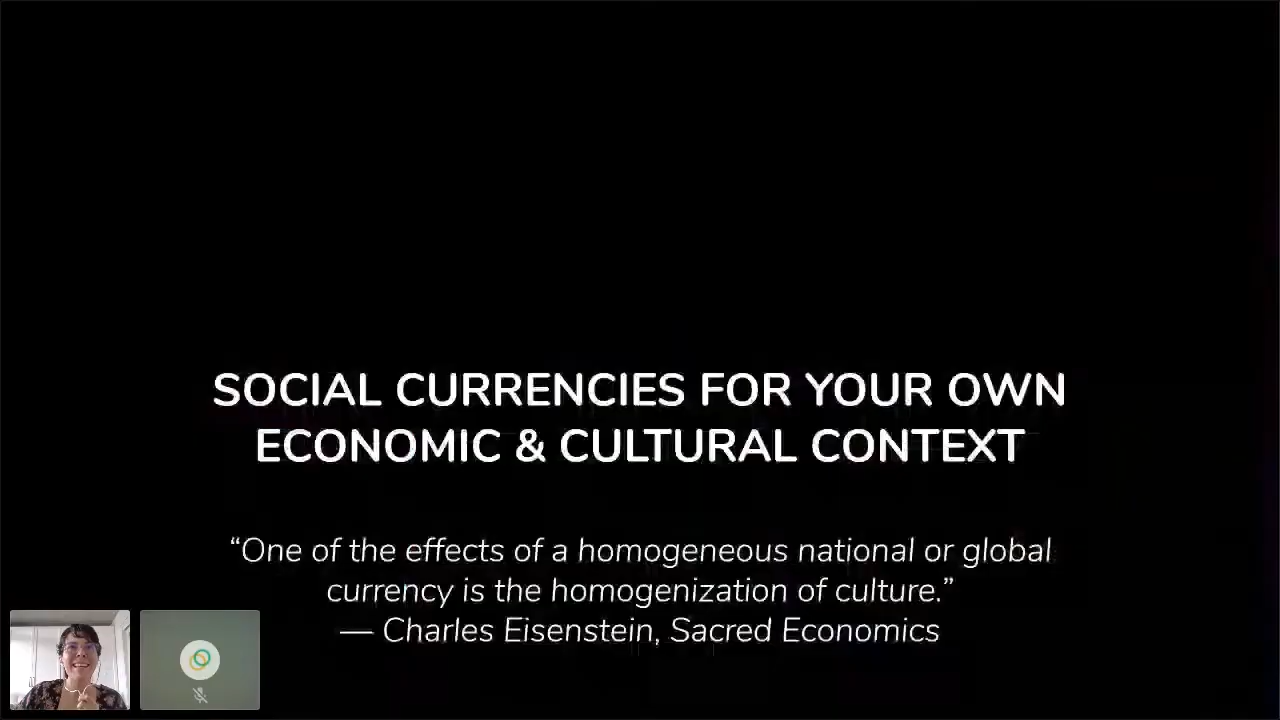 SOCIAL CURRENCIES FOR YOUR OWN
ECONOMIC & CULTURAL CONTEXT
“One of the effects of a homogeneous national or global
currency is the homogenization of culture.”
— Charles Eisenstein, Sacred Economics